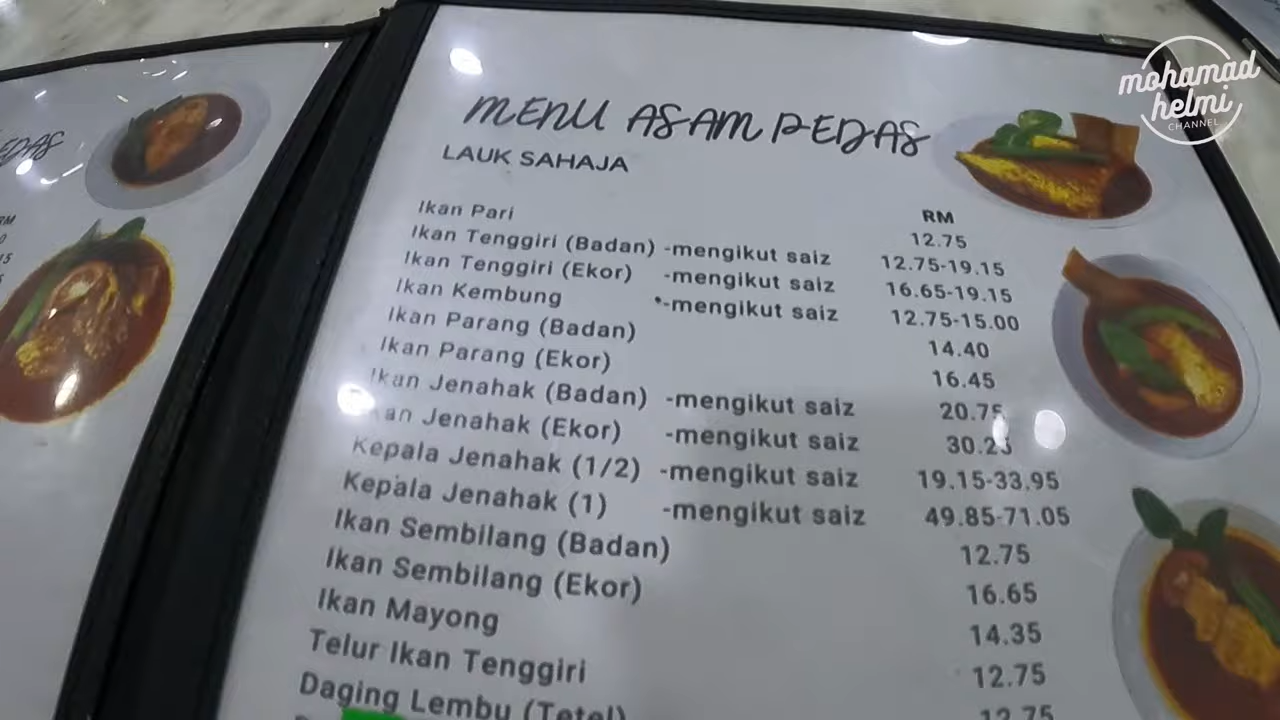 MENU ASAM PEDAS
LAUK SAHAJA
RM
Ikan Pari 12.75
Ikan Tenggiri (Badan) -mengikut saiz 12.75-19.15
Ikan Tenggiri (Ekor) -mengikut saiz 16.65-19.15
Ikan Kembung *-mengikut saiz 12.75-15.00
Ikan Parang (Badan) 14.40
Ikan Parang (Ekor) 16.45
Ikan Jenahak (Badan) -mengikut saiz 20.75
Jenahak (Ekor) -mengikut saiz 30.25
Kepala Jenahak (1/2) -mengikut saiz 19.15-33.95
Kepala Jenahak (1) -mengikut saiz 49.85-71.05
Ikan Sembilang (Badan) 12.75
Ikan Sembilang (Ekor) 16.65
Ikan Mayong 14.35
Telur Ikan Tenggiri 12.75
Daging Lembu (Tetel) 12.75
mohamad
helmi
CHANNEL